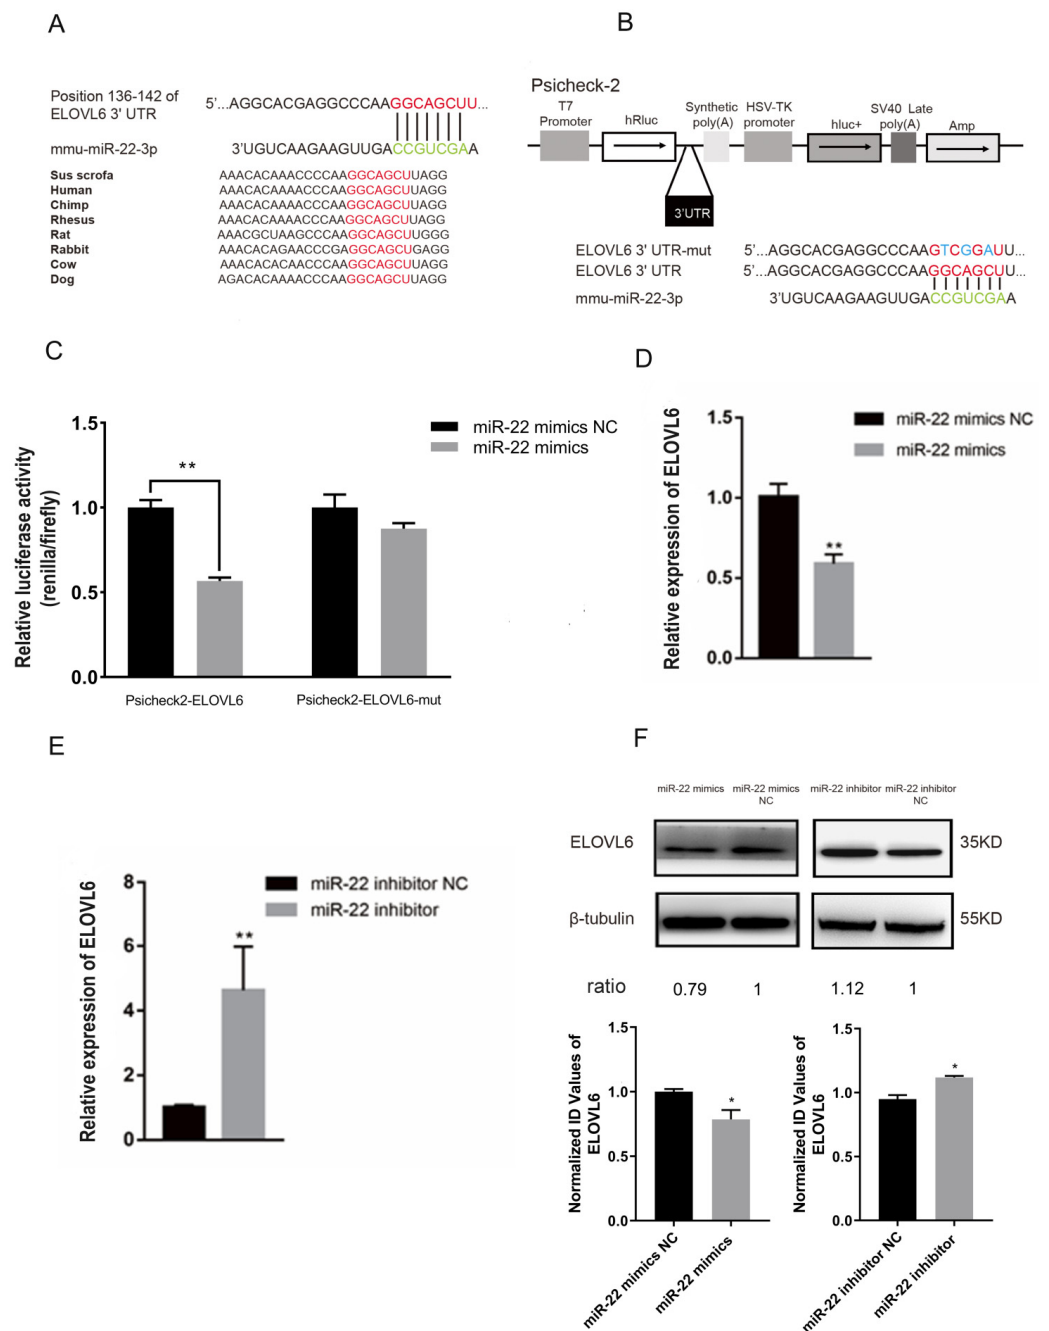 A
Position 136-142 of
ELOVL6 3' UTR
5'...AGGCACGAGGCCCAAGGCAGCUU...
mmu-miR-22-3p
3'UGUCAAGAAGUUGACCGUCGAA
Sus scrofa AAACACAAACCCCAAGGCAGCUUAGG
Human AAACACAAAACCCAAGGCAGCUUAGG
Chimp AAACACAAAACCCAAGGCAGCUUAGG
Rhesus AAACACAAAACCCAAGGCAGCUUAGG
Rat AAACGCUAAGCCCAAGGCAGCUUGGG
Rabbit AAACACAGAACCCGAGGCAGCUGAGG
Cow AAACACACAACCCAAGGCAGCUUAGG
Dog AGACACAAAACCCAAGGCAGCUUAGG
B
Psicheck-2
T7
Promoter
hRluc
Synthetic
poly(A)
HSV-TK
promoter
hluc+
SV40 Late
poly(A)
Amp
3'UTR
ELOVL6 3' UTR-mut 5'...AGGCACGAGGCCCAAGTCGGAUU...
ELOVL6 3' UTR 5'...AGGCACGAGGCCCAAGGCAGCUU...
mmu-miR-22-3p 3'UGUCAAGAAGUUGACCGUCGAA
C
Relative luciferase activity
(renilla/firefly)
1.5
1.0
0.5
0.0
**
miR-22 mimics NC
miR-22 mimics
Psicheck2-ELOVL6
Psicheck2-ELOVL6-mut
D
Relative expression of ELOVL6
1.5
1.0
0.5
0.0
**
miR-22 mimics NC
miR-22 mimics
E
Relative expression of ELOVL6
8
6
4
2
0
**
miR-22 inhibitor NC
miR-22 inhibitor
F
miR-22 mimics
miR-22 mimics
NC
miR-22 inhibitor
miR-22 inhibitor
NC
ELOVL6
35KD
β-tubulin
55KD
ratio 0.79 1 1.12 1
Normalized ID Values of
ELOVL6
1.5
1.0
0.5
0.0
*
miR-22 mimics NC
miR-22 mimics
Normalized ID Values of
ELOVL6
1.5
1.0
0.5
0.0
*
miR-22 inhibitor NC
miR-22 inhibitor